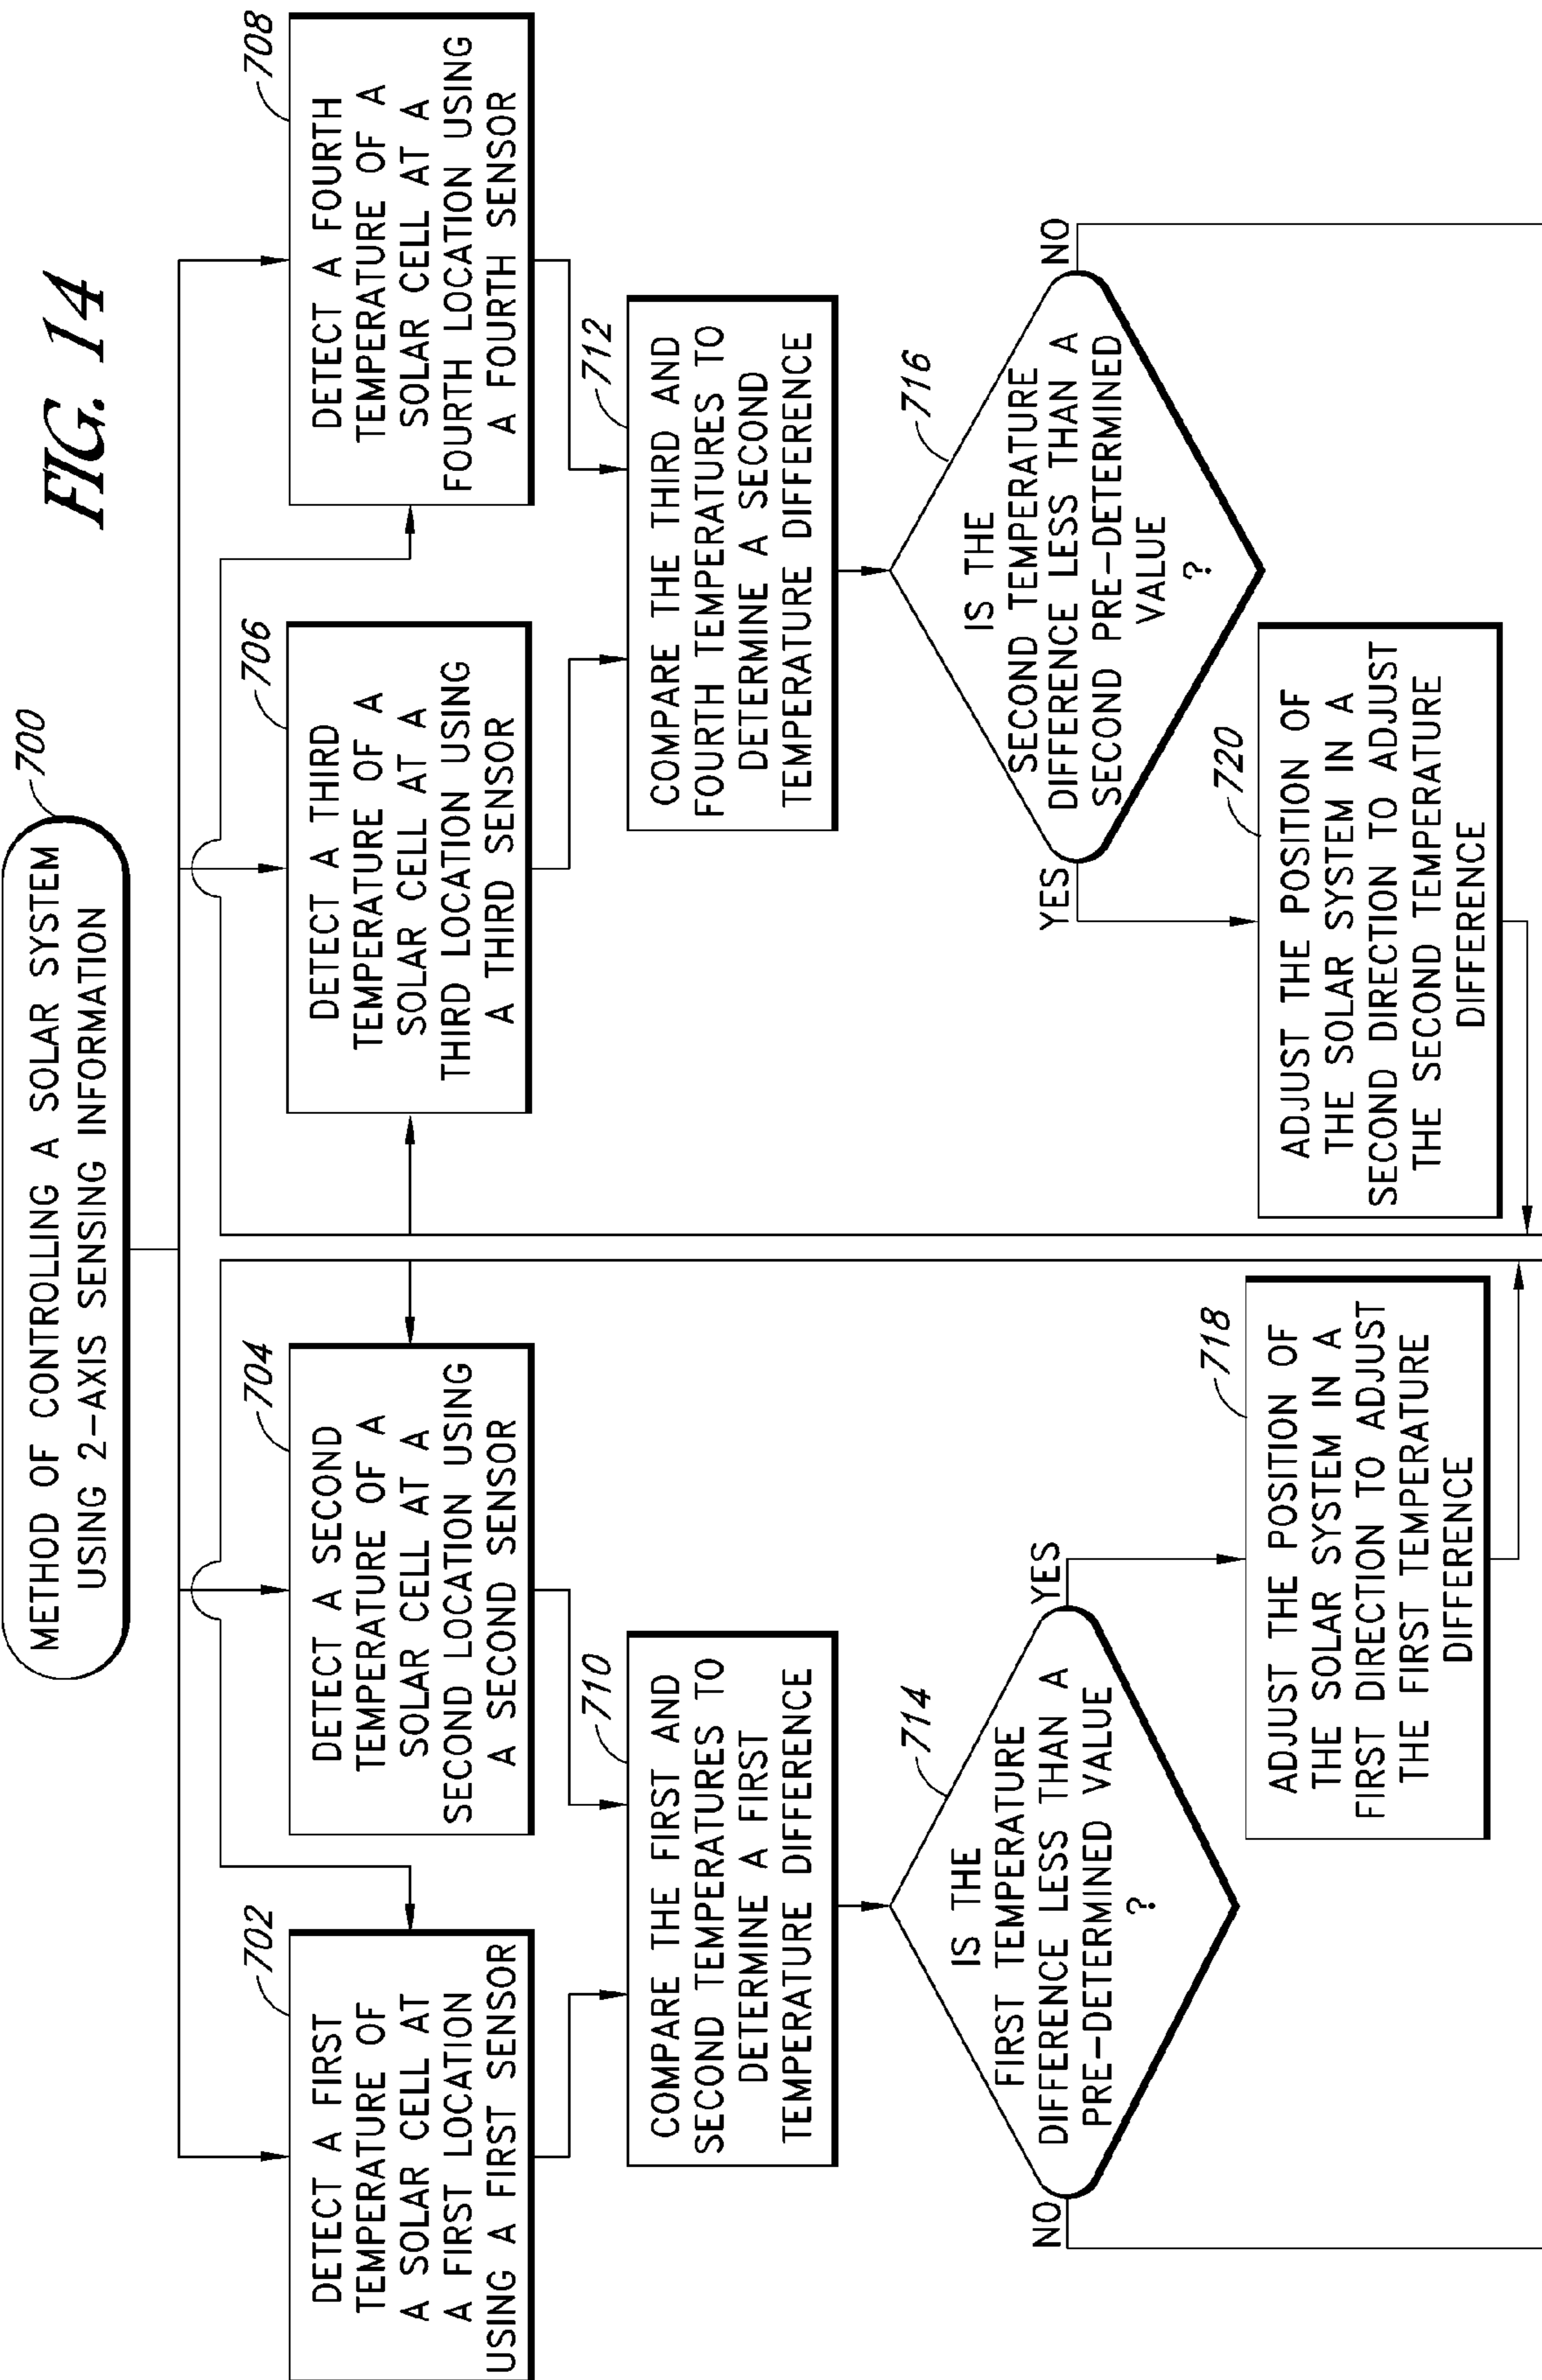 FIG. 14
700
METHOD OF CONTROLLING A SOLAR SYSTEM
USING 2-AXIS SENSING INFORMATION
702
DETECT A FIRST
TEMPERATURE OF
A SOLAR CELL AT
A FIRST LOCATION
USING A FIRST SENSOR
704
DETECT A SECOND
TEMPERATURE OF A
SOLAR CELL AT A
SECOND LOCATION USING
A SECOND SENSOR
706
DETECT A THIRD
TEMPERATURE OF A
SOLAR CELL AT A
THIRD LOCATION USING
A THIRD SENSOR
708
DETECT A FOURTH
TEMPERATURE OF A
SOLAR CELL AT A
FOURTH LOCATION USING
A FOURTH SENSOR
710
COMPARE THE FIRST AND
SECOND TEMPERATURES TO
DETERMINE A FIRST
TEMPERATURE DIFFERENCE
712
COMPARE THE THIRD AND
FOURTH TEMPERATURES TO
DETERMINE A SECOND
TEMPERATURE DIFFERENCE
714
IS THE
FIRST TEMPERATURE
DIFFERENCE LESS THAN A
PRE-DETERMINED VALUE
?
NO
YES
716
IS THE
SECOND TEMPERATURE
DIFFERENCE LESS THAN A
SECOND PRE-DETERMINED
VALUE
?
YES
NO
718
ADJUST THE POSITION OF
THE SOLAR SYSTEM IN A
FIRST DIRECTION TO ADJUST
THE FIRST TEMPERATURE
DIFFERENCE
720
ADJUST THE POSITION OF
THE SOLAR SYSTEM IN A
SECOND DIRECTION TO ADJUST
THE SECOND TEMPERATURE
DIFFERENCE